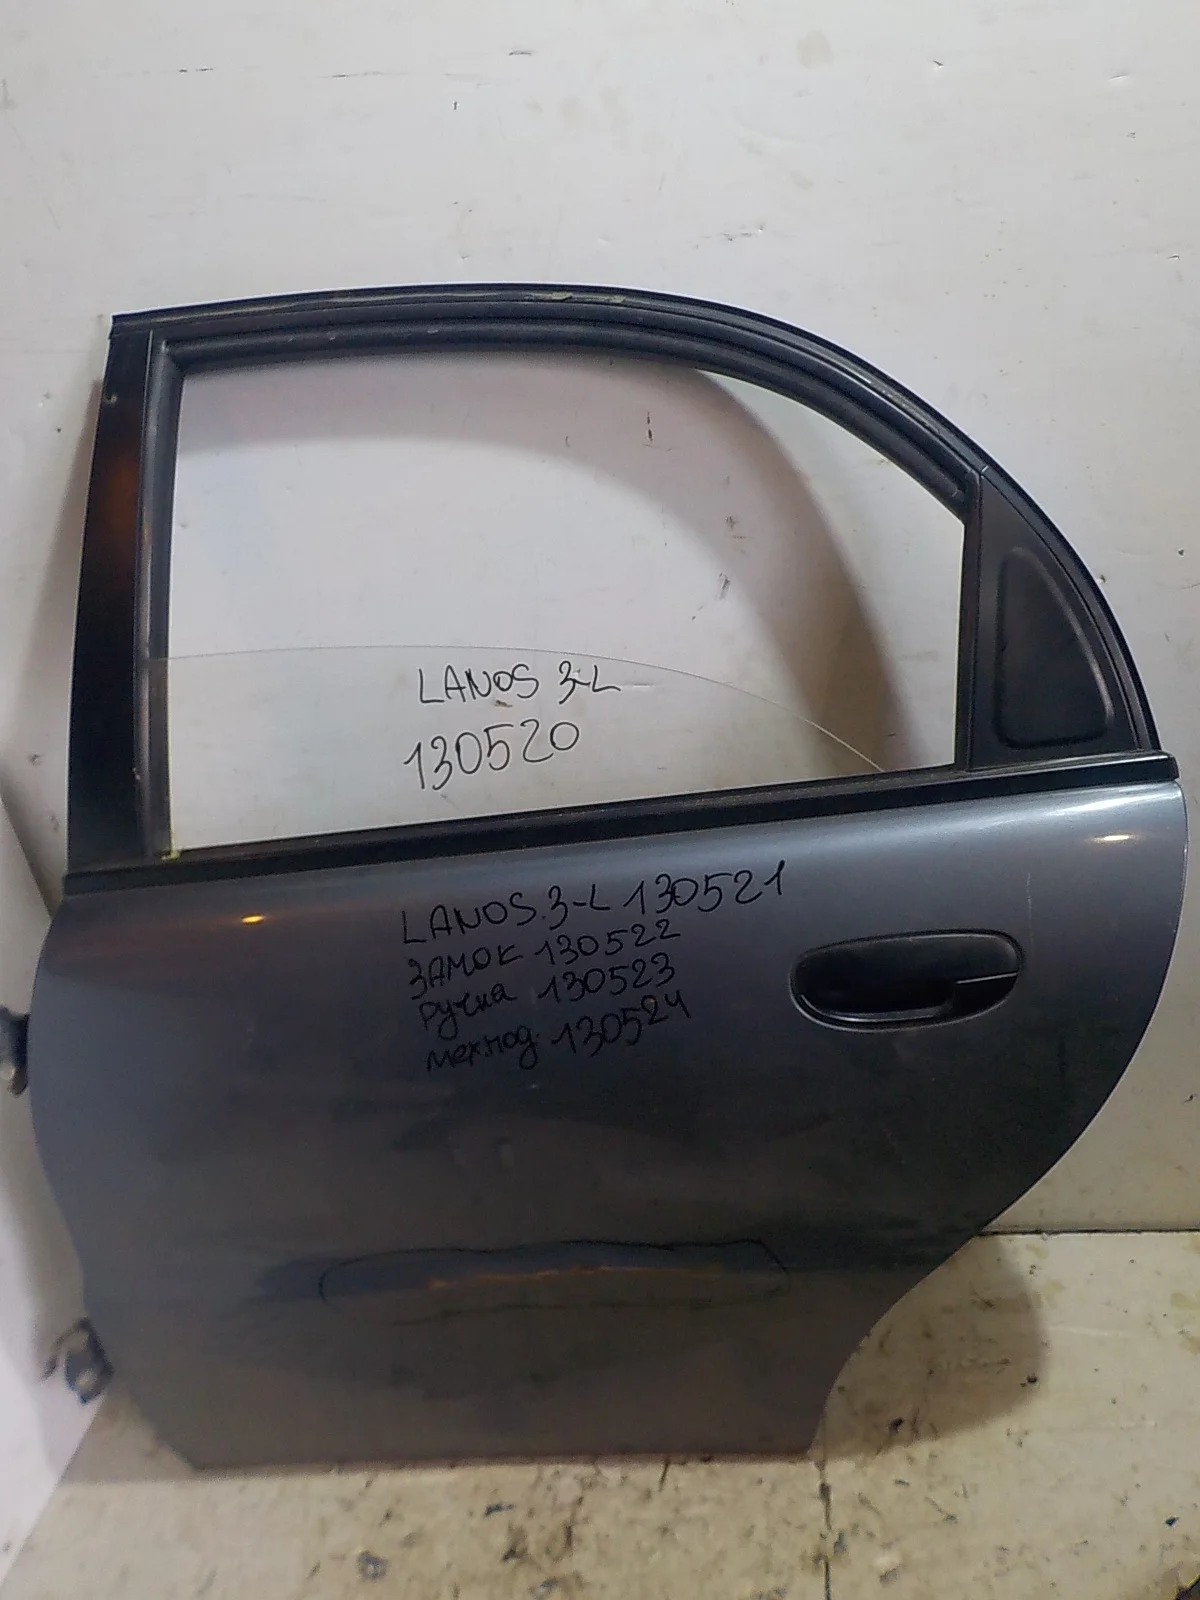 LANOS 3-L
130520
LANOS.3-L 130521
ЗАМОК 130522
ручка 130523
мех.под. 130524